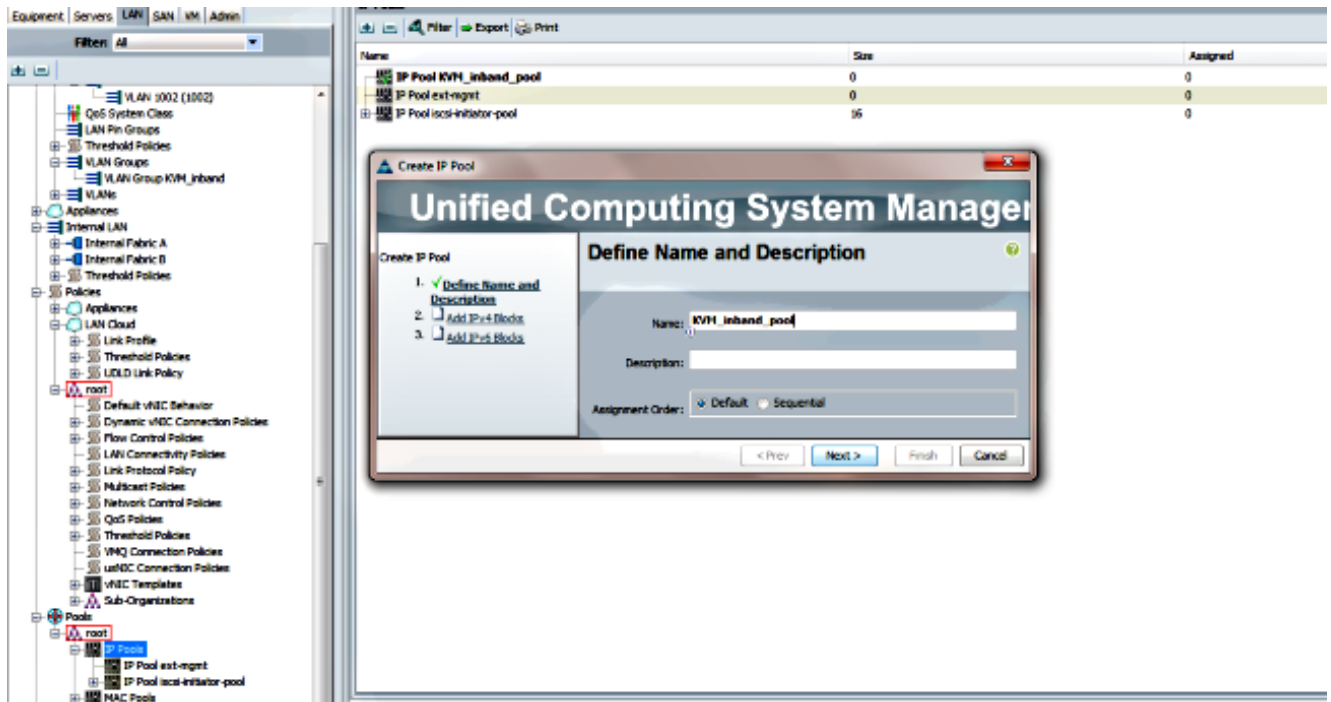 Equipment Servers LAN SAN VM Admin
Filter: All
VLAN 1002 (1002)
QoS System Class
LAN Pin Groups
Threshold Policies
VLAN Groups
VLAN Group KVM_inband
VLANs
Appliances
Internal LAN
Internal Fabric A
Internal Fabric B
Threshold Policies
Policies
Appliances
LAN Cloud
Link Profile
Threshold Policies
UDLD Link Policy
root
Default vNIC Behavior
Dynamic vNIC Connection Policies
Flow Control Policies
LAN Connectivity Policies
Link Protocol Policy
Multicast Policies
Network Control Policies
QoS Policies
Threshold Policies
VMQ Connection Policies
usNIC Connection Policies
vNIC Templates
Sub-Organizations
Pools
root
IP Pools
IP Pool ext-mgmt
IP Pool iscsi-initiator-pool
MAC Pools
Filter Export Print
Name Size Assigned
IP Pool KVM_inband_pool 0 0
IP Pool ext-mgmt 0 0
IP Pool iscsi-initiator-pool 16 0
Create IP Pool
Unified Computing System Manager
Create IP Pool
1. Define Name and
Description
2. Add IPv4 Blocks
3. Add IPv6 Blocks
Define Name and Description
Name: KVM_inband_pool
Description:
Assignment Order: Default Sequential
< Prev Next > Finish Cancel